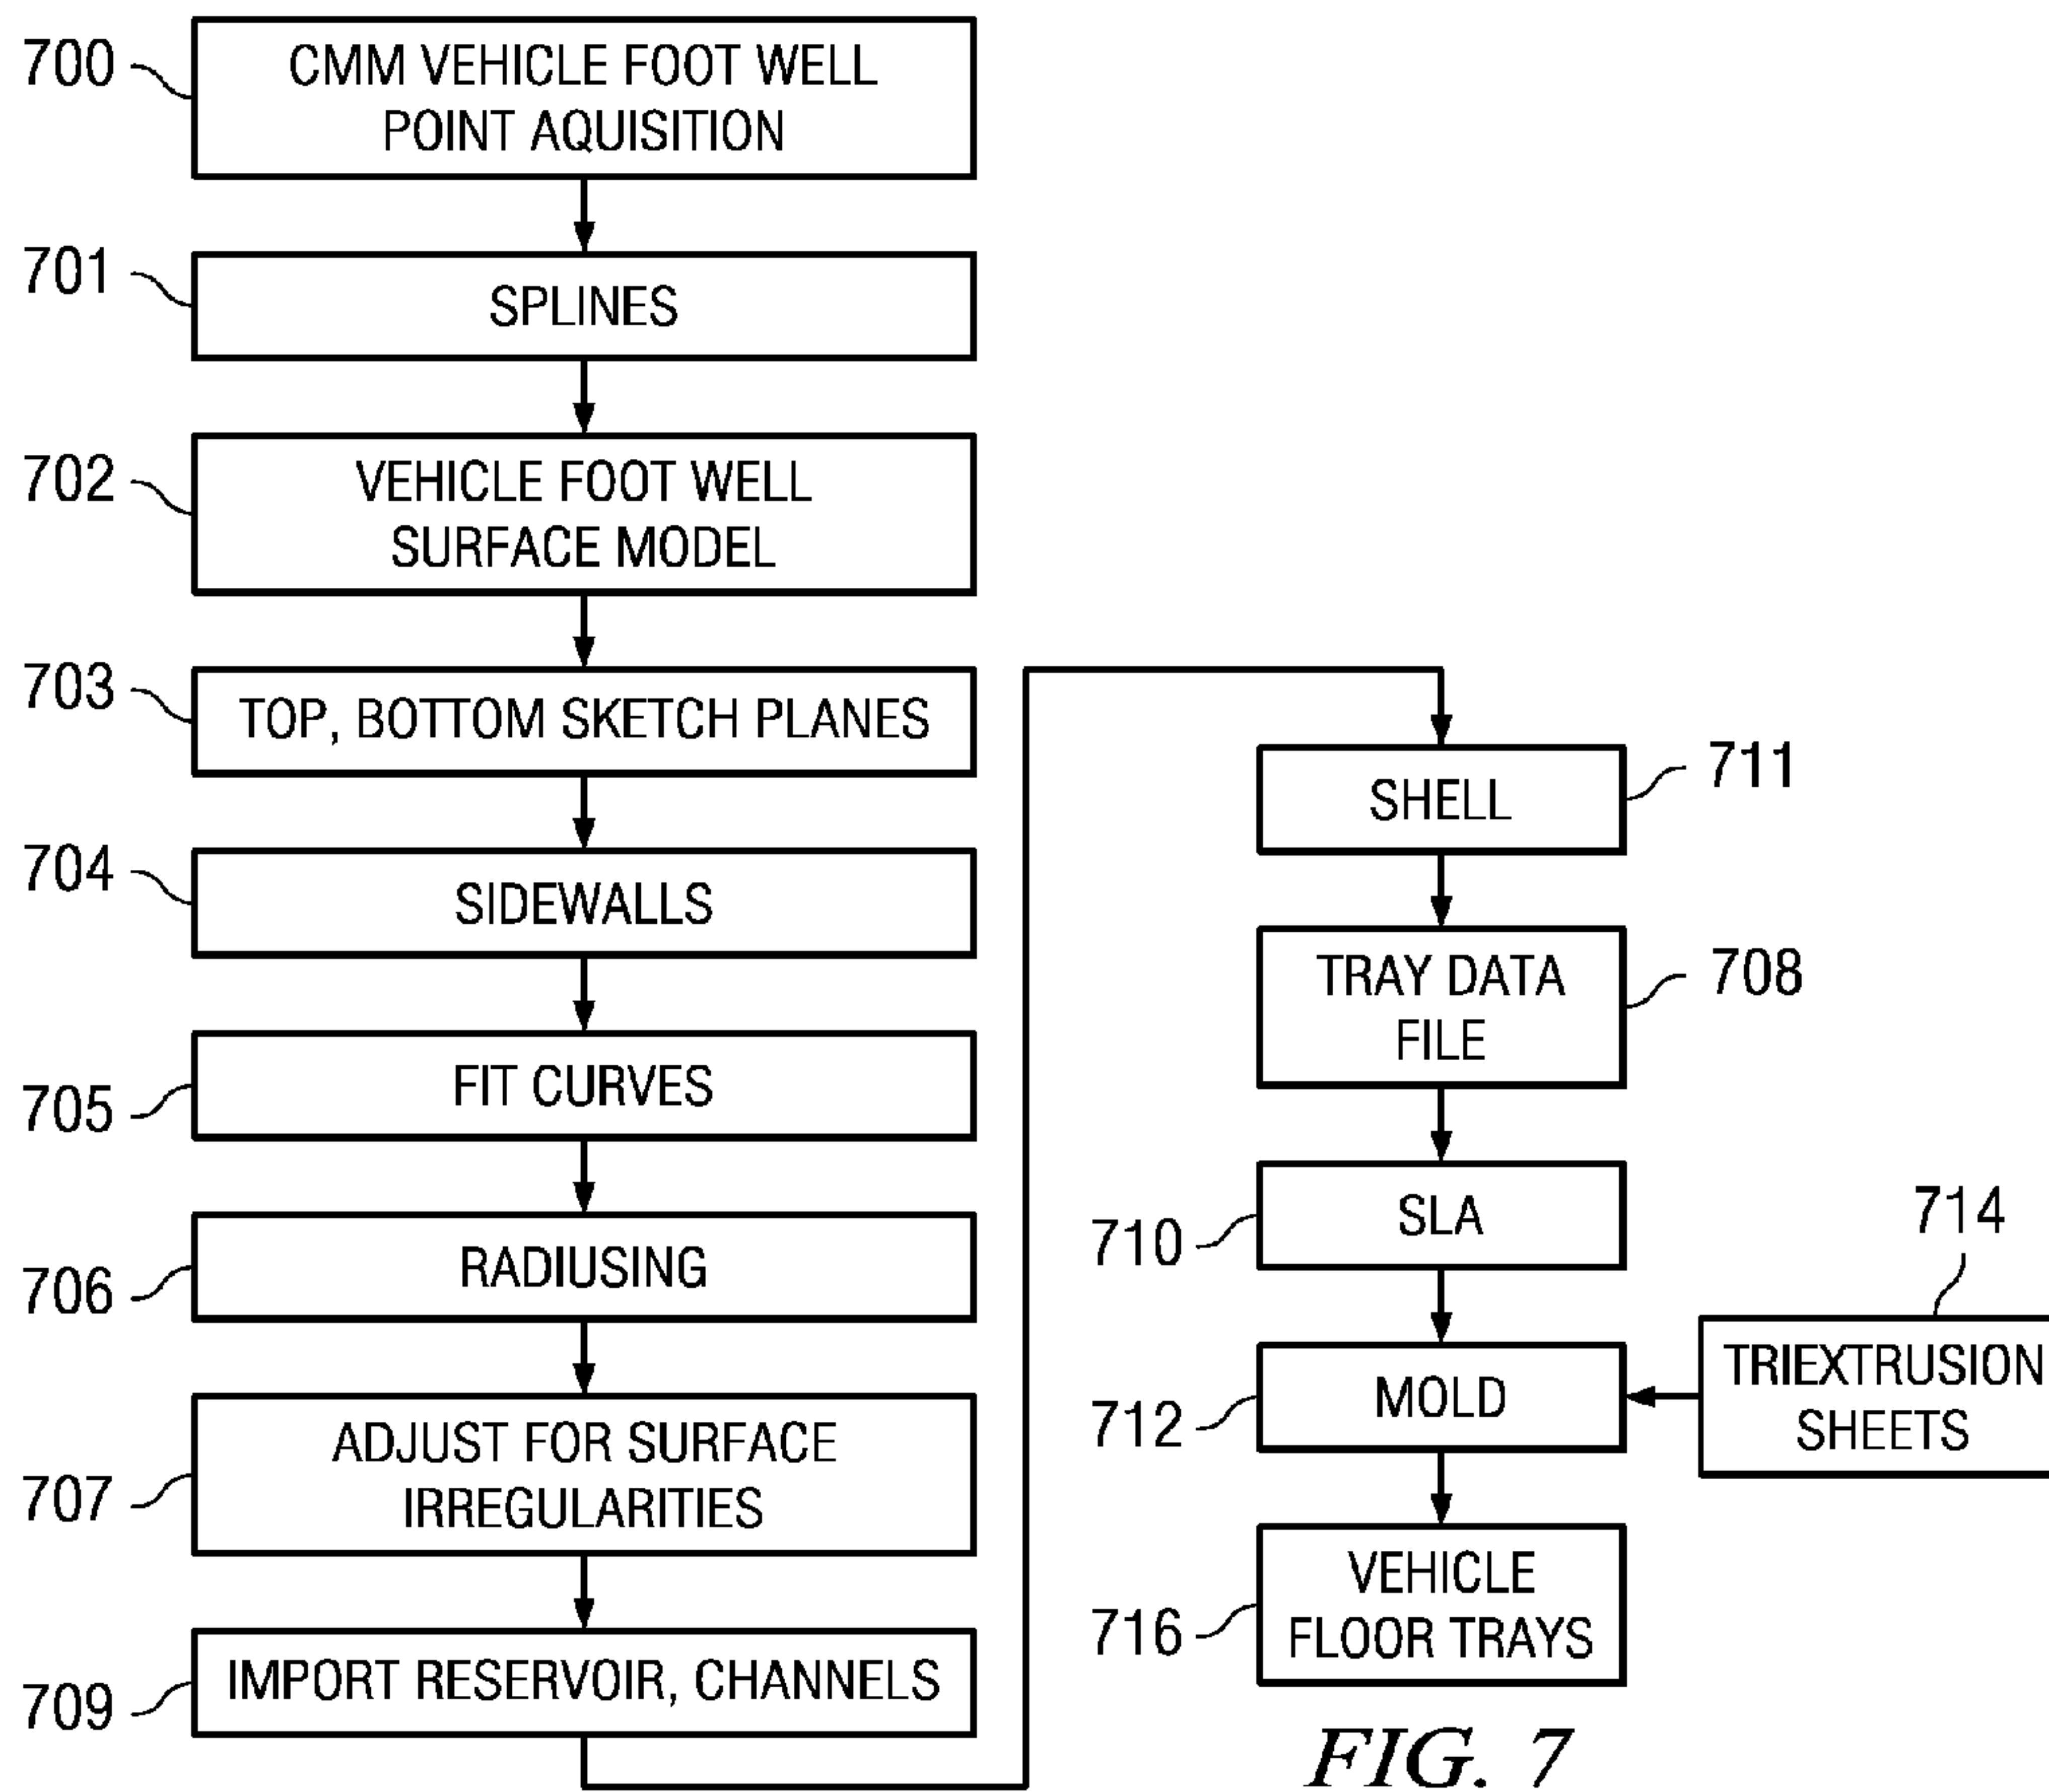 700
CMM VEHICLE FOOT WELL
POINT AQUISITION
701
SPLINES
702
VEHICLE FOOT WELL
SURFACE MODEL
703
TOP, BOTTOM SKETCH PLANES
704
SIDEWALLS
705
FIT CURVES
706
RADIUSING
707
ADJUST FOR SURFACE
IRREGULARITIES
709
IMPORT RESERVOIR, CHANNELS
SHELL
711
TRAY DATA
FILE
708
SLA
710
MOLD
712
714
TRIEXTRUSION
SHEETS
VEHICLE
FLOOR TRAYS
716
FIG. 7